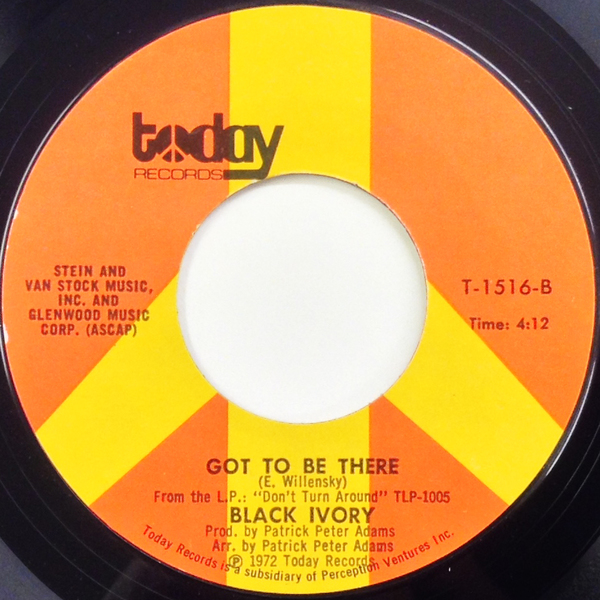 today
RECORDS
STEIN AND
VAN STOCK MUSIC,
INC. AND
GLENWOOD MUSIC
CORP. (ASCAP)
T-1516-B
Time: 4:12
GOT TO BE THERE
(E. Willensky)
From the L.P.: "Don't Turn Around" TLP-1005
BLACK IVORY
Prod. by Patrick Peter Adams
Arr. by Patrick Peter Adams
℗ 1972 Today Records
Today Records is a subsidiary of Perception Ventures Inc.